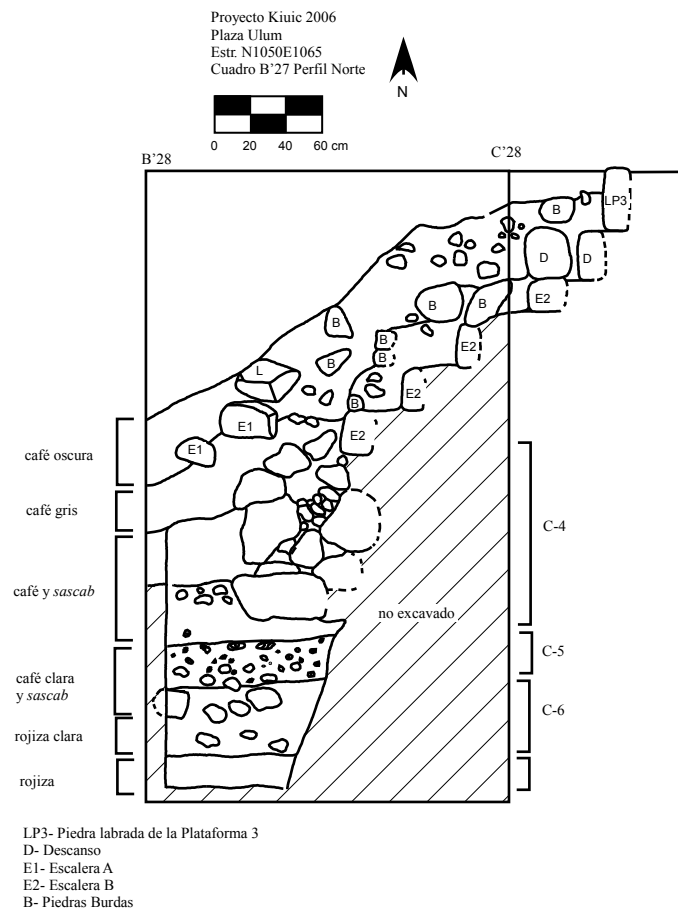 Proyecto Kiuic 2006
Plaza Ulum
Estr. N1050E1065
Cuadro B'27 Perfil Norte
N
0 20 40 60 cm
B'28
C'28
LP3
B
D
D
E2
B
B
B
E2
B
B
B
L
E2
B
E1
E2
E1
café oscura
café gris
C-4
café y sascab
no excavado
C-5
café clara
y sascab
C-6
rojiza clara
rojiza
LP3- Piedra labrada de la Plataforma 3
D- Descanso
E1- Escalera A
E2- Escalera B
B- Piedras Burdas